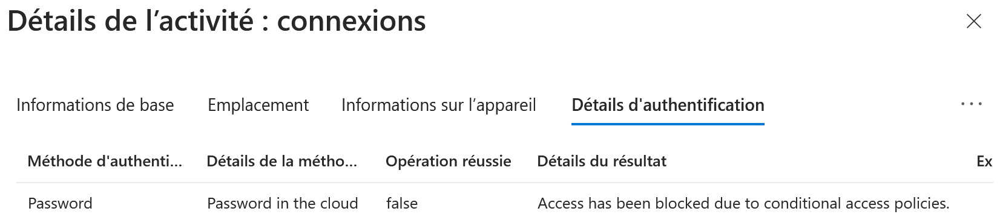 Détails de l’activité : connexions
Informations de base Emplacement Informations sur l’appareil Détails d'authentification ...
Méthode d'authenti... Détails de la métho... Opération réussie Détails du résultat Ex
Password Password in the cloud false Access has been blocked due to conditional access policies.